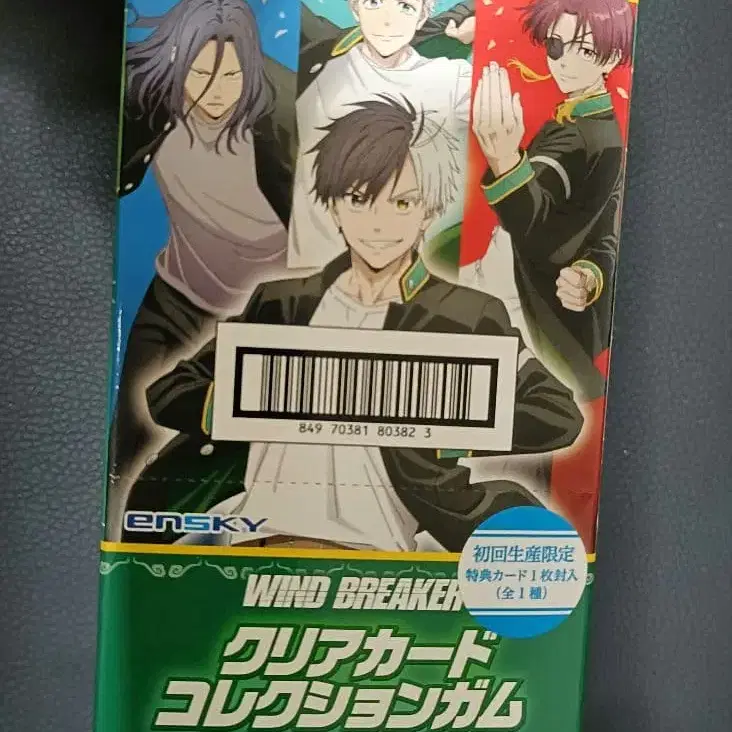 849 70381 80382 3
ensky
初回生産限定
特典カード1枚封入
（全1種）
WIND BREAKER
クリアカード
コレクションガム